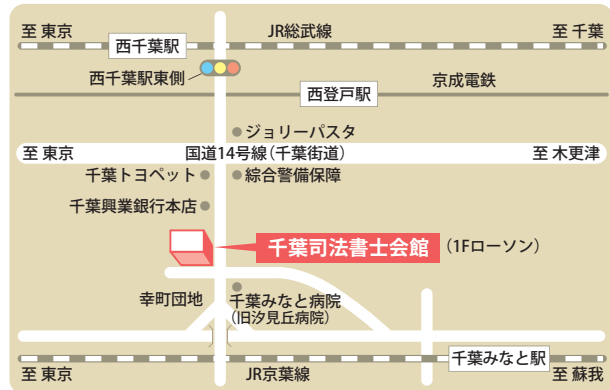 至 東京
JR総武線
至 千葉
西千葉駅
西千葉駅東側
京成電鉄
西登戸駅
ジョリーパスタ
至 東京
国道14号線（千葉街道）
至 木更津
千葉トヨペット
綜合警備保障
千葉興業銀行本店
千葉司法書士会館
（1Fローソン）
幸町団地
千葉みなと病院
（旧汐見丘病院）
千葉みなと駅
至 東京
JR京葉線
至 蘇我